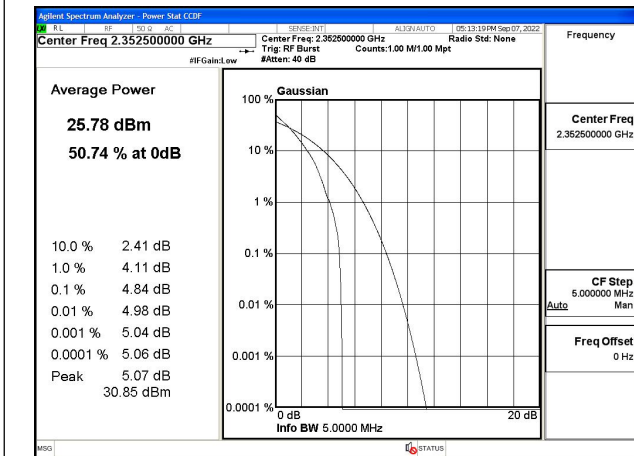 Agilent Spectrum Analyzer - Power Stat CCDF
RL RF 50 Ω AC SENSE:INT ALIGN AUTO 05:13:19 PM Sep 07, 2022
Center Freq 2.352500000 GHz
Center Freq: 2.352500000 GHz Radio Std: None
Trig: RF Burst Counts:1.00 M/1.00 Mpt
#IFGain:Low #Atten: 40 dB
Frequency
Average Power
25.78 dBm
50.74 % at 0dB
10.0 % 2.41 dB
1.0 % 4.11 dB
0.1 % 4.84 dB
0.01 % 4.98 dB
0.001 % 5.04 dB
0.0001 % 5.06 dB
Peak 5.07 dB
30.85 dBm
Gaussian
100 %
10 %
1 %
0.1 %
0.01 %
0.001 %
0.0001 %
0 dB 20 dB
Info BW 5.0000 MHz
Center Freq
2.352500000 GHz
CF Step
5.000000 MHz
Auto Man
Freq Offset
0 Hz
MSG STATUS